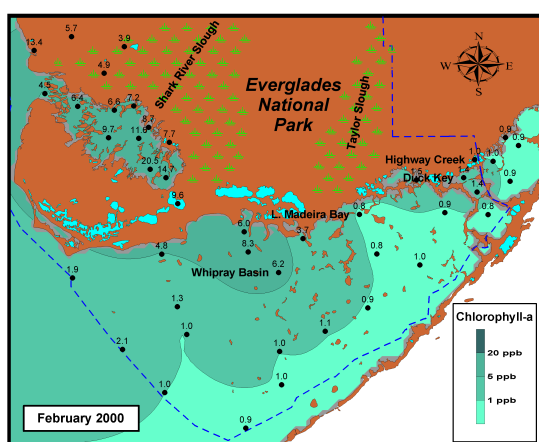 5.7
3.9
13.4
4.9
Shark River Slough
N
W
E
S
4.5
6.4
6.6
7.2
8.7
9.7
11.6
7.7
20.5
14.7
9.6
Everglades
National
Park
Taylor Slough
0.9
0.9
1.0
Highway Creek
Duck Key
1.4
0.9
1.4
L. Madeira Bay
0.8
0.9
0.8
6.0
3.7
4.8
8.3
0.8
1.0
Whipray Basin
6.2
1.9
1.3
0.9
1.0
1.1
2.1
1.0
1.0
1.0
0.9
Chlorophyll-a
20 ppb
5 ppb
1 ppb
February 2000